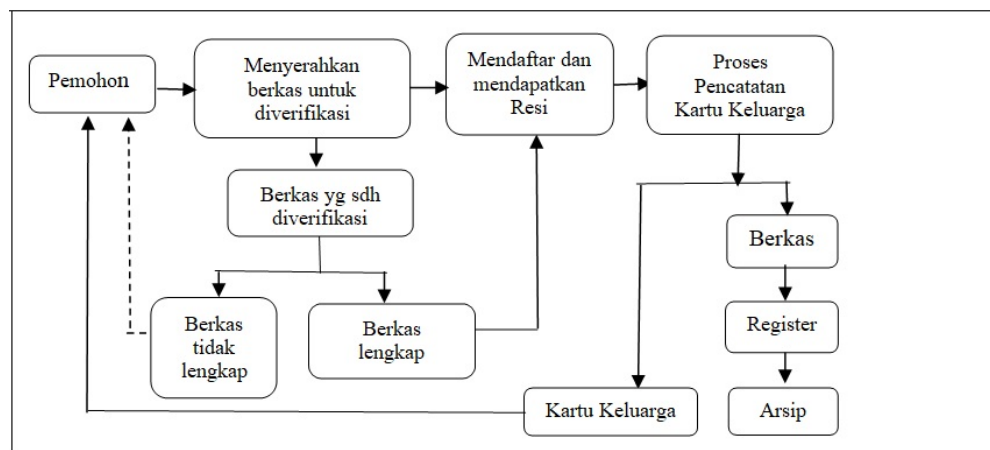 Pemohon
Menyerahkan
berkas untuk
diverifikasi
Mendaftar dan
mendapatkan
Resi
Proses
Pencatatan
Kartu Keluarga
Berkas yg sdh
diverifikasi
Berkas
tidak
lengkap
Berkas
lengkap
Berkas
Register
Kartu Keluarga
Arsip